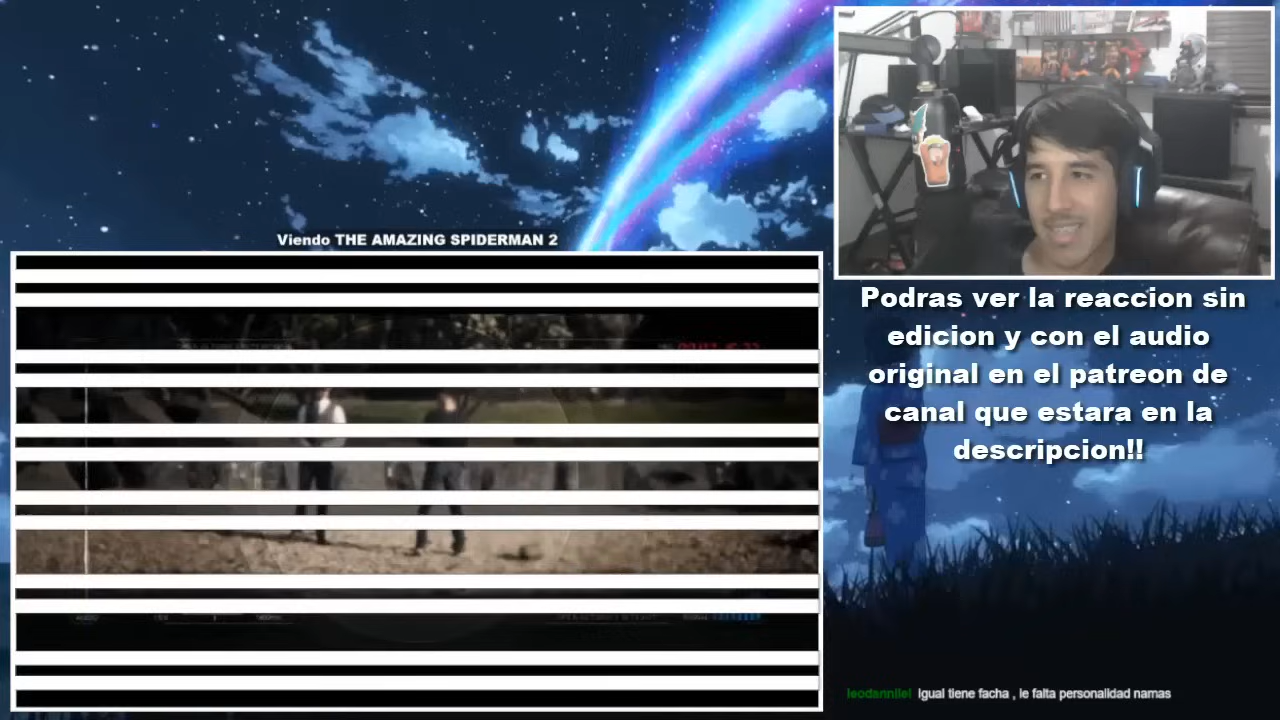 Viendo THE AMAZING SPIDERMAN 2
Podras ver la reaccion sin
edicion y con el audio
original en el patreon de
canal que estara en la
descripcion!!
leodannilel Igual tiene facha , le falta personalidad namas